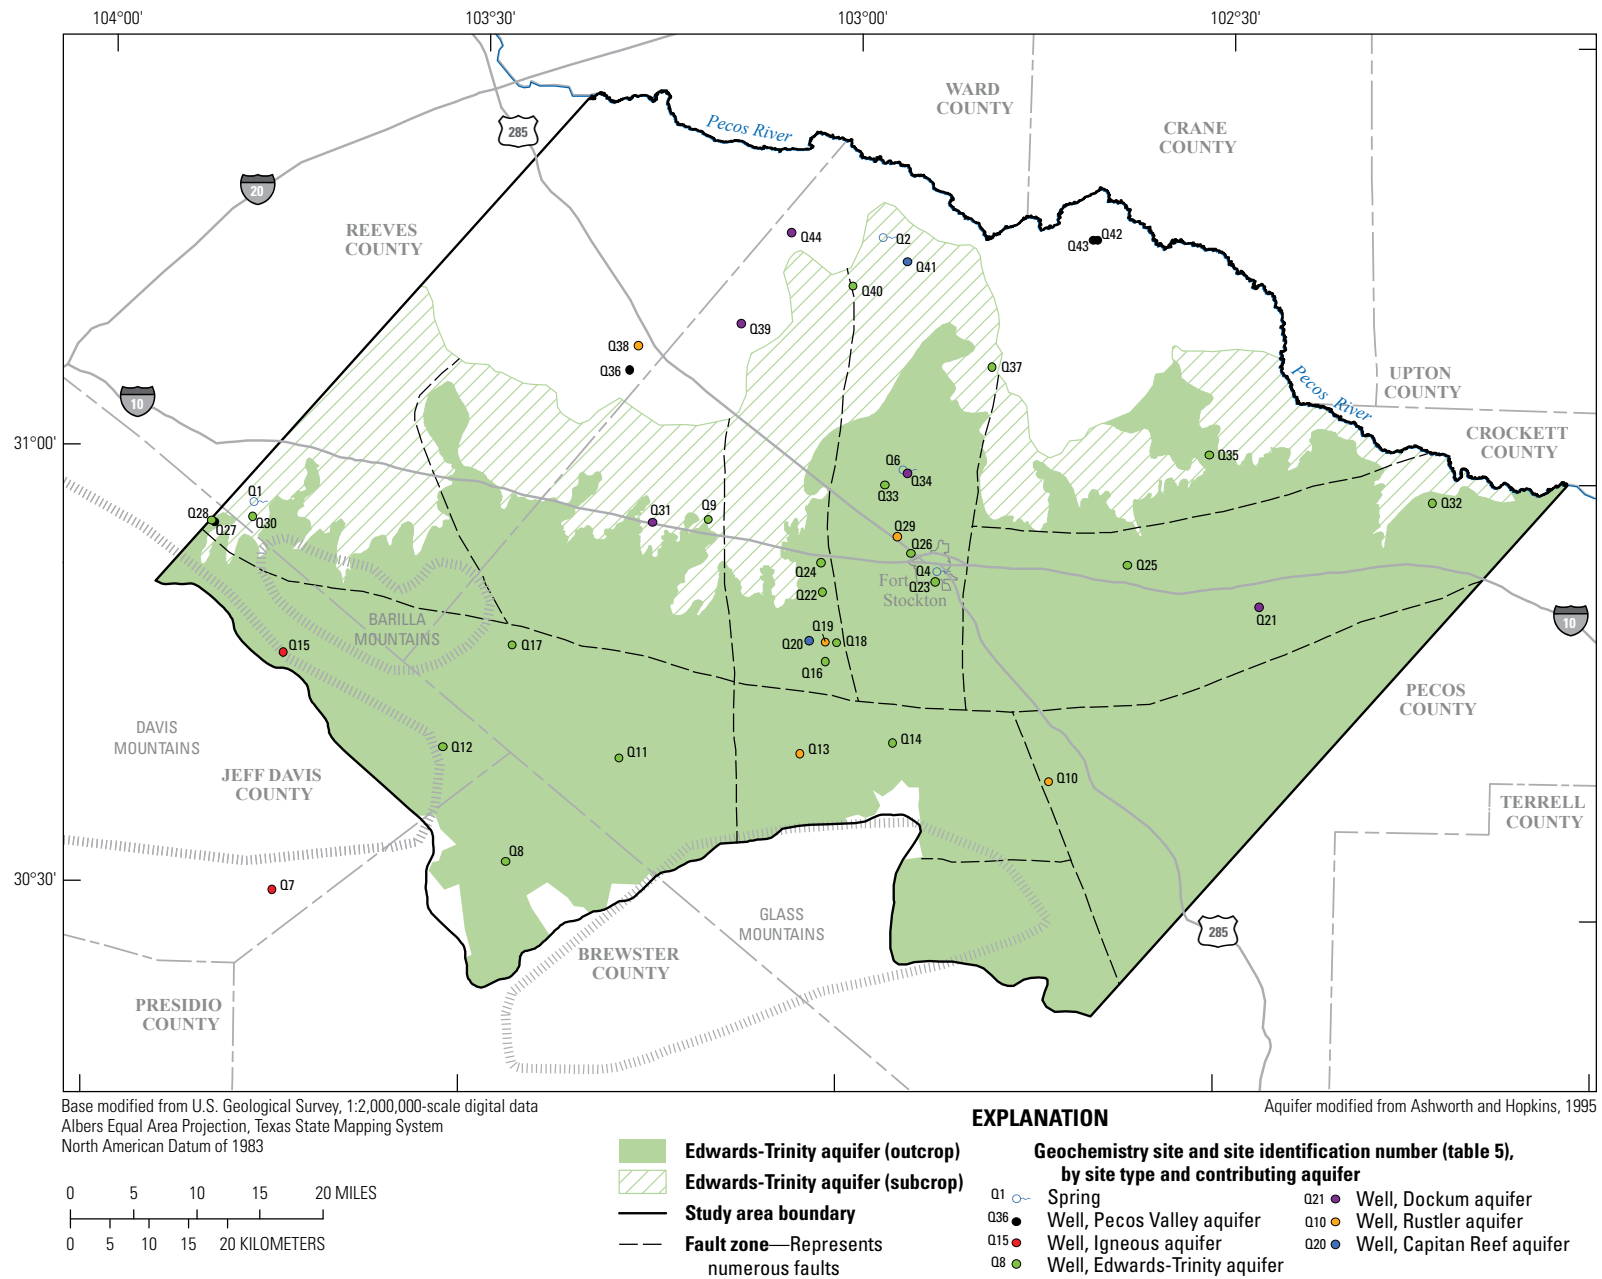 104°00'
103°30'
103°00'
102°30'
WARD
COUNTY
CRANE
COUNTY
Pecos River
285
20
REEVES
COUNTY
Q44
Q2
Q43
Q42
Q41
Q40
Q39
Q38
Q36
Q37
Pecos River
UPTON
COUNTY
10
31°00'
CROCKETT
COUNTY
Q35
Q6
Q34
Q33
Q1
Q28
Q27
Q30
Q31
Q9
Q32
Q29
Q26
Q24
Q4
Q23
Fort
Stockton
Q25
Q22
Q21
10
BARILLA
MOUNTAINS
Q19
Q20
Q18
Q15
Q17
Q16
PECOS
COUNTY
DAVIS
MOUNTAINS
Q12
Q11
Q13
Q14
Q10
JEFF DAVIS
COUNTY
TERRELL
COUNTY
Q8
30°30'
Q7
GLASS
MOUNTAINS
285
BREWSTER
COUNTY
PRESIDIO
COUNTY
Base modified from U.S. Geological Survey, 1:2,000,000-scale digital data
Albers Equal Area Projection, Texas State Mapping System
North American Datum of 1983
Aquifer modified from Ashworth and Hopkins, 1995
0 5 10 15 20 MILES
0 5 10 15 20 KILOMETERS
EXPLANATION
Edwards-Trinity aquifer (outcrop)
Edwards-Trinity aquifer (subcrop)
Study area boundary
Fault zone—Represents
numerous faults
Geochemistry site and site identification number (table 5),
by site type and contributing aquifer
Q1 Spring
Q36 Well, Pecos Valley aquifer
Q15 Well, Igneous aquifer
Q8 Well, Edwards-Trinity aquifer
Q21 Well, Dockum aquifer
Q10 Well, Rustler aquifer
Q20 Well, Capitan Reef aquifer